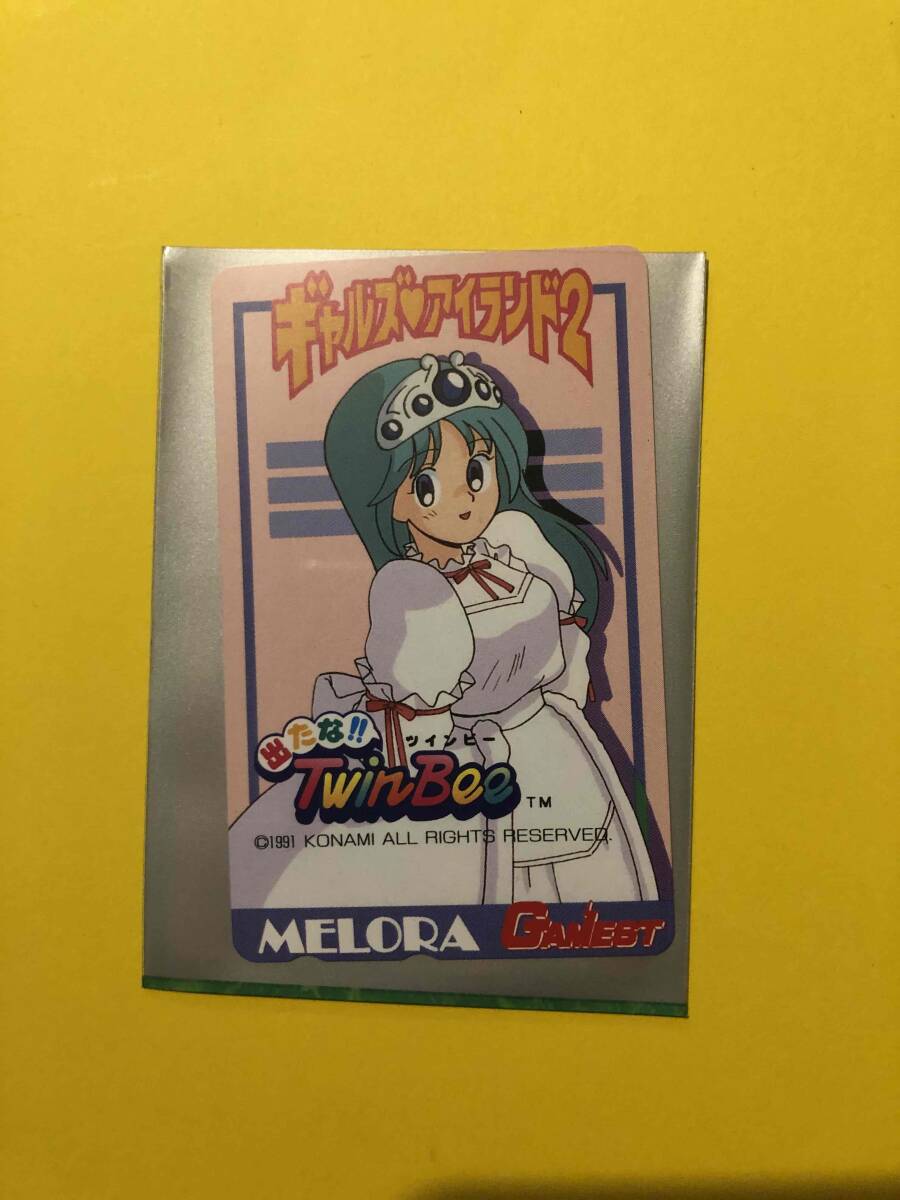 ギャルズ♥アイランド2
出たな!!
ツインビー
TwinBee TM
©1991 KONAMI ALL RIGHTS RESERVED.
MELORA GAMEST